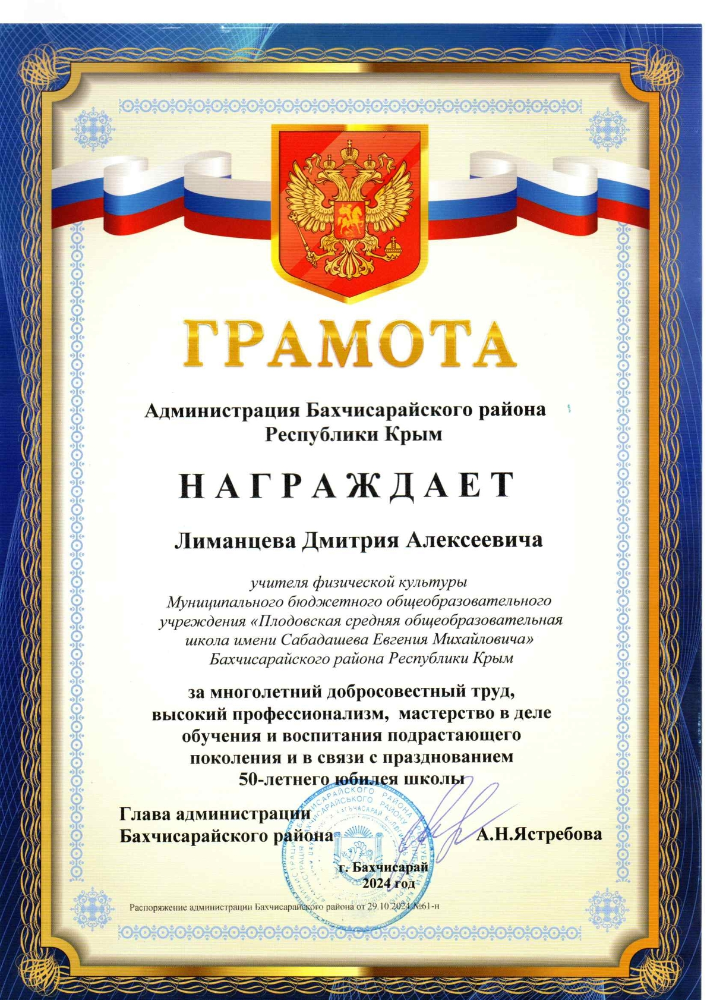 ГРАМОТА
Администрация Бахчисарайского района
Республики Крым
НАГРАЖДАЕТ
Лиманцева Дмитрия Алексеевича
учителя физической культуры
Муниципального бюджетного общеобразовательного
учреждения «Плодовская средняя общеобразовательная
школа имени Сабадашева Евгения Михайловича»
Бахчисарайского района Республики Крым
за многолетний добросовестный труд,
высокий профессионализм, мастерство в деле
обучения и воспитания подрастающего
поколения и в связи с празднованием
50-летнего юбилея школы
Глава администрации
Бахчисарайского района
А.Н.Ястребова
г. Бахчисарай
2024 год
Распоряжение администрации Бахчисарайского района от 29.10.2024 №61-н